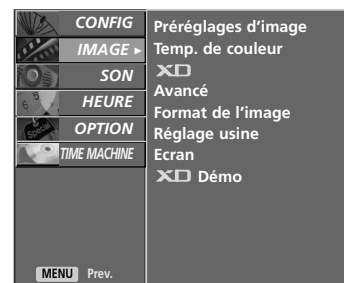 CONFIG
IMAGE ►
SON
HEURE
OPTION
TIME MACHINE
MENU Prev.
Préréglages d'image
Temp. de couleur
XD
Avancé
Format de l'image
Réglage usine
Ecran
XD Démo